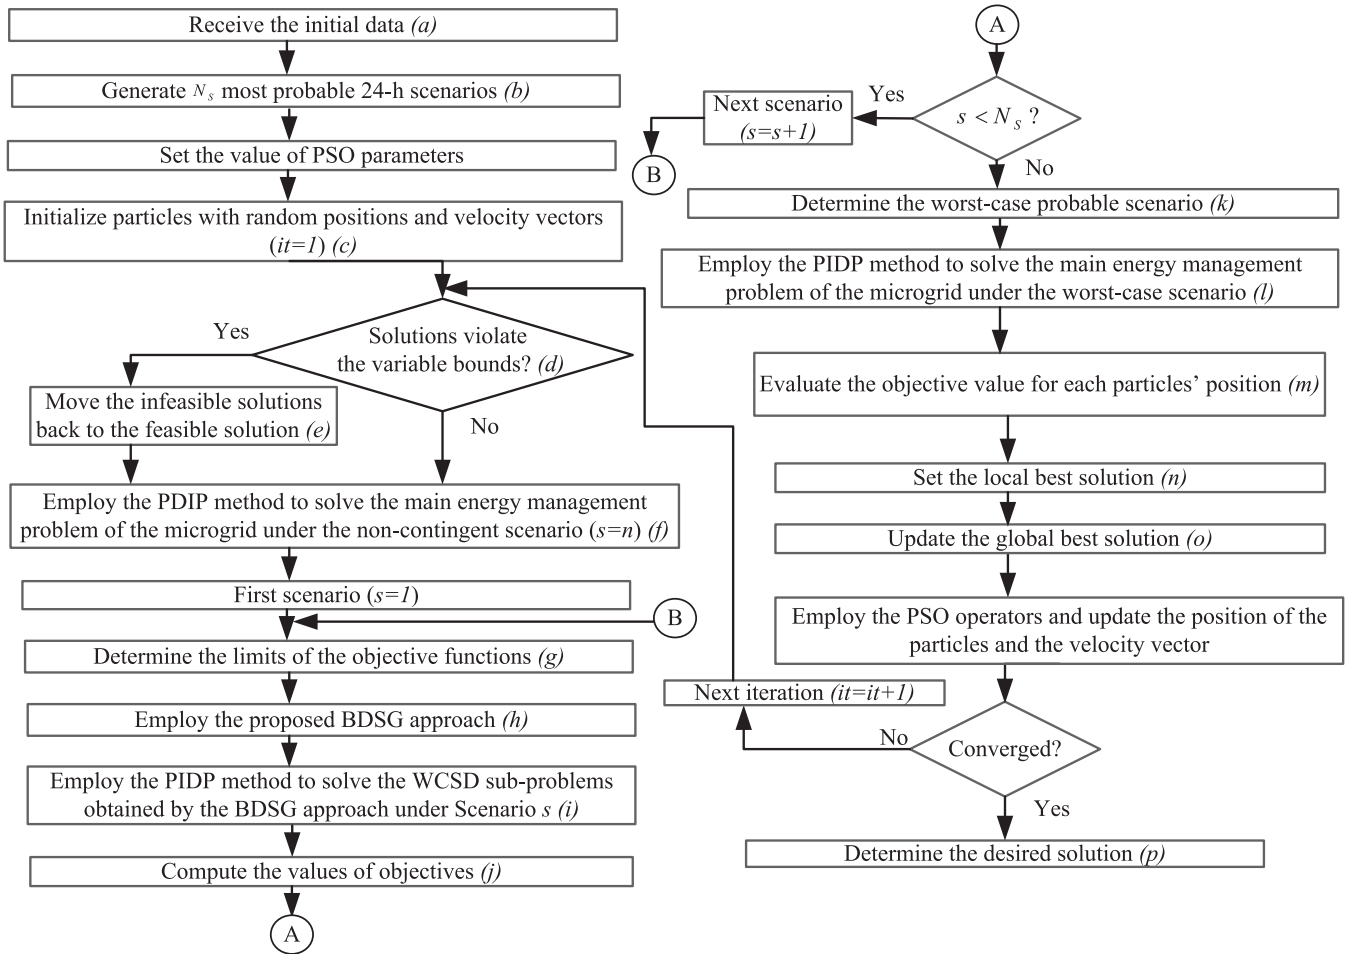 Receive the initial data (a)
Generate N_S most probable 24-h scenarios (b)
Set the value of PSO parameters
Initialize particles with random positions and velocity vectors
(it=1) (c)
Yes
Solutions violate
the variable bounds? (d)
Move the infeasible solutions
back to the feasible solution (e)
No
Employ the PDIP method to solve the main energy management
problem of the microgrid under the non-contingent scenario (s=n) (f)
First scenario (s=1)
B
Determine the limits of the objective functions (g)
Employ the proposed BDSG approach (h)
Employ the PIDP method to solve the WCSD sub-problems
obtained by the BDSG approach under Scenario s (i)
Compute the values of objectives (j)
A
A
s < N_S ?
Yes
Next scenario
(s=s+1)
B
No
Determine the worst-case probable scenario (k)
Employ the PIDP method to solve the main energy management
problem of the microgrid under the worst-case scenario (l)
Evaluate the objective value for each particles’ position (m)
Set the local best solution (n)
Update the global best solution (o)
Employ the PSO operators and update the position of the
particles and the velocity vector
Next iteration (it=it+1)
No
Converged?
Yes
Determine the desired solution (p)